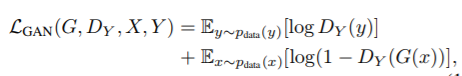 ℒ_GAN(G, D_Y, X, Y) = 𝔼_{y∼p_data(y)}[log D_Y(y)]
+ 𝔼_{x∼p_data(x)}[log(1 − D_Y(G(x))],